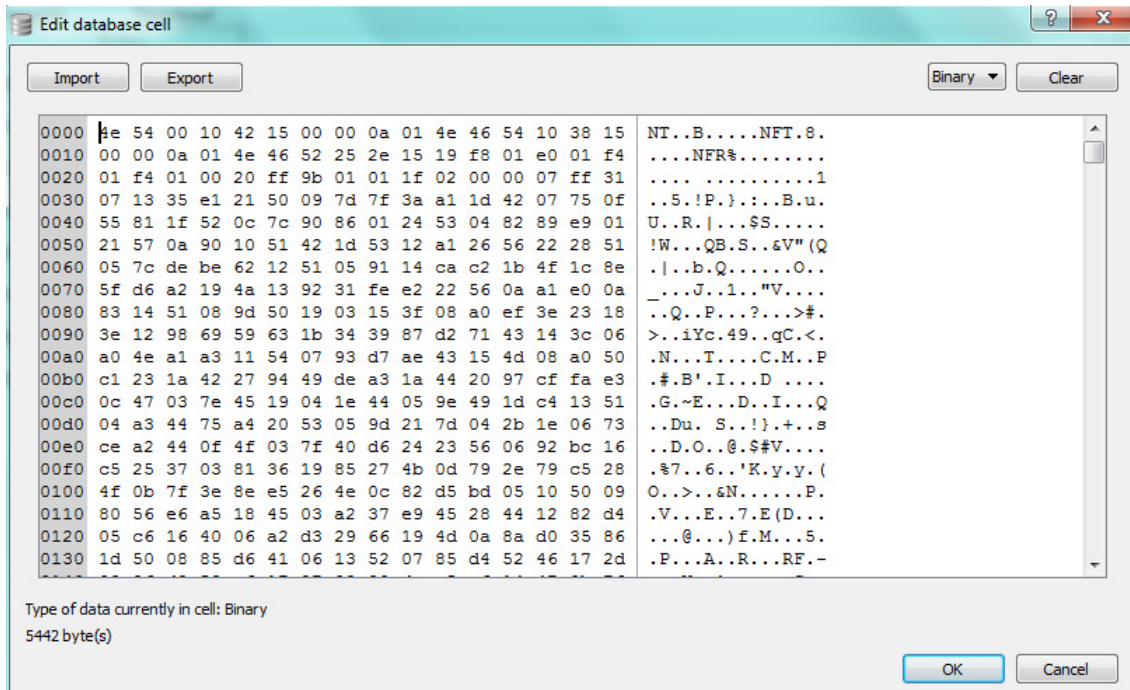 Edit database cell
Import Export Binary Clear
0000 4e 54 00 10 42 15 00 00 0a 01 4e 46 54 10 38 15 NT..B.....NFT.8.
0010 00 00 0a 01 4e 46 52 25 2e 15 19 f8 01 e0 01 f4 ....NFR%........
0020 01 f4 01 00 20 ff 9b 01 01 1f 02 00 00 07 ff 31 .... ..........1
0030 07 13 35 e1 21 50 09 7d 7f 3a a1 1d 42 07 75 0f ..5.!P.}.:..B.u.
0040 55 81 1f 52 0c 7c 90 86 01 24 53 04 82 89 e9 01 U..R.|...$S.....
0050 21 57 0a 90 10 51 42 1d 53 12 a1 26 56 22 28 51 !W...QB.S..&V"(Q
0060 05 7c de be 62 12 51 05 91 14 ca c2 1b 4f 1c 8e .|..b.Q......O..
0070 5f d6 a2 19 4a 13 92 31 fe e2 22 56 0a a1 e0 0a _...J..1.."V....
0080 83 14 51 08 9d 50 19 03 15 3f 08 a0 ef 3e 23 18 ..Q..P...?...>#.
0090 3e 12 98 69 59 63 1b 34 39 87 d2 71 43 14 3c 06 >..iYc.49..qC.<.
00a0 a0 4e a1 a3 11 54 07 93 d7 ae 43 15 4d 08 a0 50 .N...T....C.M..P
00b0 c1 23 1a 42 27 94 49 de a3 1a 44 20 97 cf fa e3 .#.B'.I...D ....
00c0 0c 47 03 7e 45 19 04 1e 44 05 9e 49 1d c4 13 51 .G.~E...D..I...Q
00d0 04 a3 44 75 a4 20 53 05 9d 21 7d 04 2b 1e 06 73 ..Du. S..!}.+..s
00e0 ce a2 44 0f 4f 03 7f 40 d6 24 23 56 06 92 bc 16 ..D.O..@.$#V....
00f0 c5 25 37 03 81 36 19 85 27 4b 0d 79 2e 79 c5 28 .%7..6..'K.y.y.(
0100 4f 0b 7f 3e 8e e5 26 4e 0c 82 d5 bd 05 10 50 09 O..>..&N......P.
0110 80 56 e6 a5 18 45 03 a2 37 e9 45 28 44 12 82 d4 .V...E..7.E(D...
0120 05 c6 16 40 06 a2 d3 29 66 19 4d 0a 8a d0 35 86 ...@...)f.M...5.
0130 1d 50 08 85 d6 41 06 13 52 07 85 d4 52 46 17 2d .P...A..R...RF.-
Type of data currently in cell: Binary
5442 byte(s)
OK Cancel